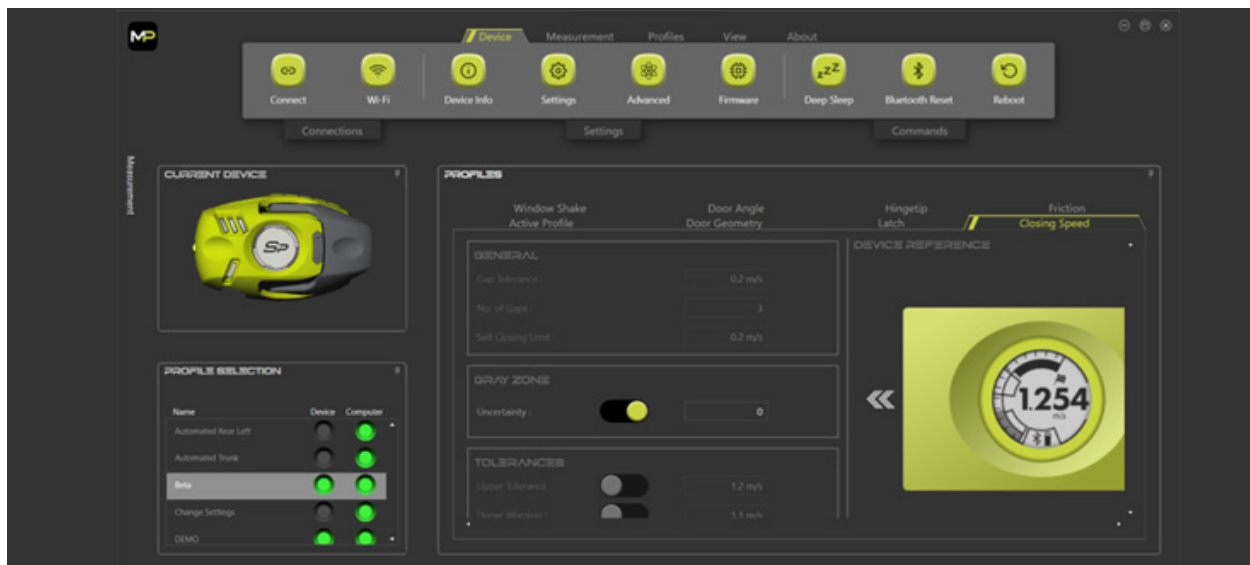 MP
Device Measurement Profiles View About
Connect Wi-Fi Device Info Settings Advanced Firmware Deep Sleep Bluetooth Reset Reboot
Connections Settings Commands
Measurement
CURRENT DEVICE
SP
PROFILE SELECTION
Name Device Computer
Automated Rear Left
Automated Trunk
Beta
Change Settings
DEMO
PROFILES
Window Shake Door Angle Hingetip Friction
Active Profile Door Geometry Latch Closing Speed
GENERAL
Gap Tolerance : 0.2 m/s
No. of Gaps : 3
Self Closing Limit : 0.2 m/s
GRAY ZONE
Uncertainty : 0
TOLERANCES
Upper Tolerance : 1.2 m/s
Upper Warning : 1.1 m/s
DEVICE REFERENCE
1.254
m/s